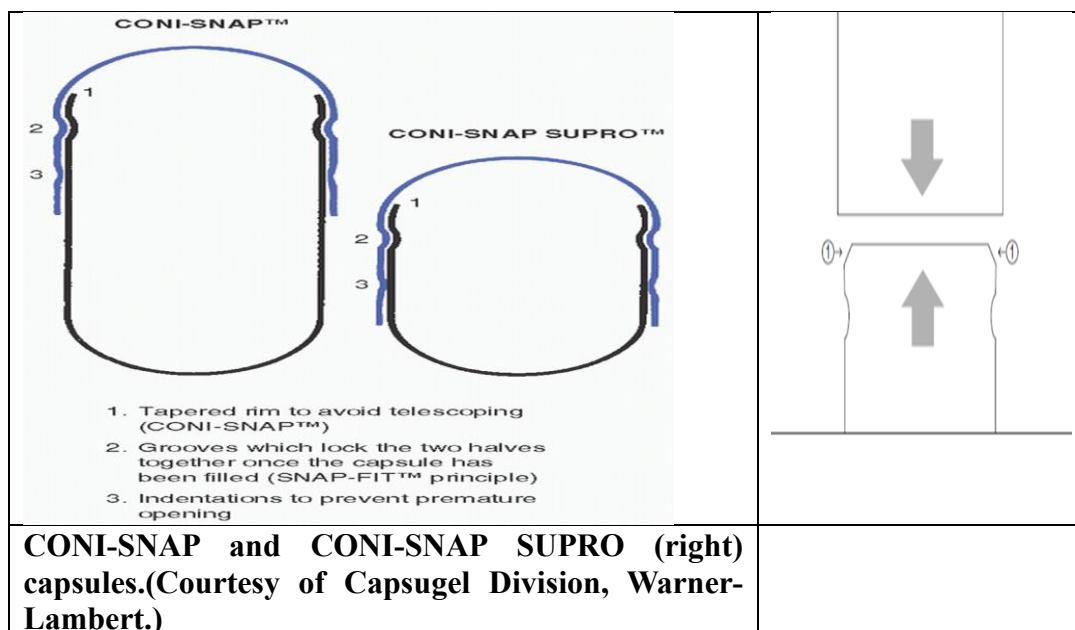 CONI-SNAP™
1
2
3
CONI-SNAP SUPRO™
1
2
3
1
1
1. Tapered rim to avoid telescoping
(CONI-SNAP™)
2. Grooves which lock the two halves
together once the capsule has
been filled (SNAP-FIT™ principle)
3. Indentations to prevent premature
opening
CONI-SNAP and CONI-SNAP SUPRO (right)
capsules.(Courtesy of Capsugel Division, Warner-
Lambert.)